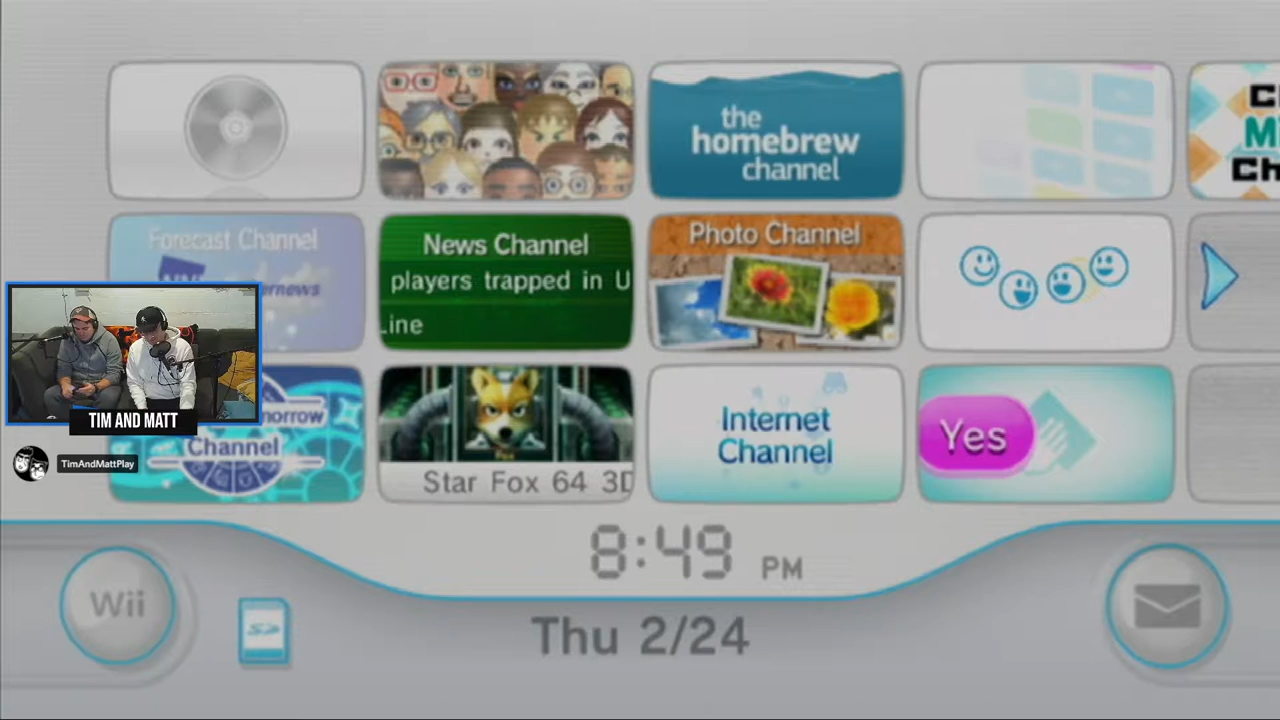 the
homebrew
channel
Forecast Channel
News Channel
players trapped in U
Line
Photo Channel
Channel
Star Fox 64 3D
Fox
Internet
Channel
Yes
TIM AND MATT
TimAndMattPlay
8:49 PM
Wii
Thu 2/24